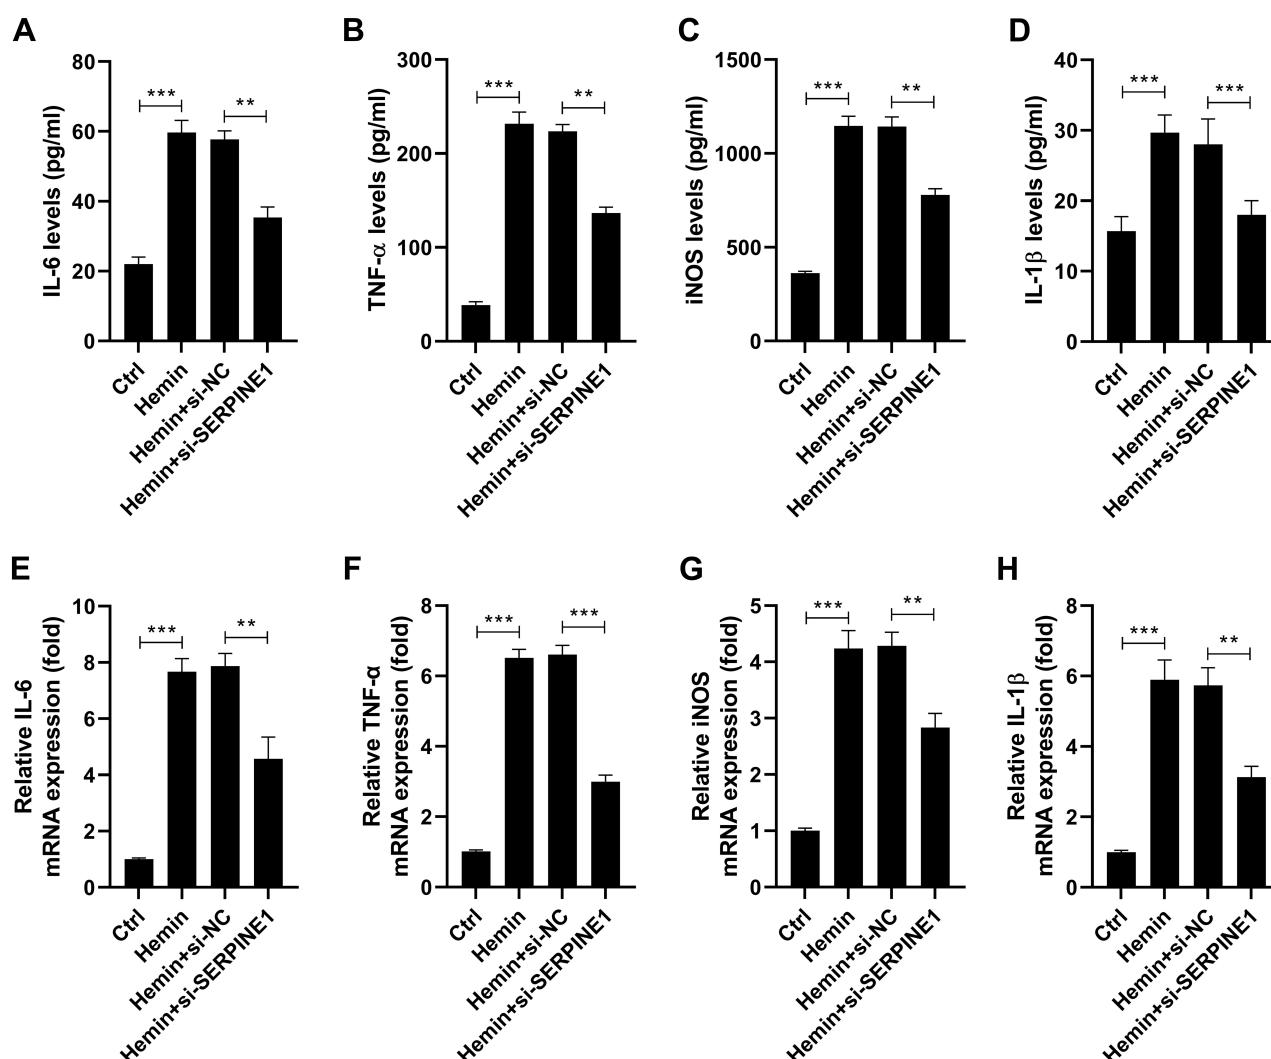 A
IL-6 levels (pg/ml)
80
60
40
20
0
***
**
Ctrl
Hemin
Hemin+si-NC
Hemin+si-SERPINE1
B
TNF-α levels (pg/ml)
300
200
100
0
***
**
Ctrl
Hemin
Hemin+si-NC
Hemin+si-SERPINE1
C
iNOS levels (pg/ml)
1500
1000
500
0
***
**
Ctrl
Hemin
Hemin+si-NC
Hemin+si-SERPINE1
D
IL-1β levels (pg/ml)
40
30
20
10
0
***
***
Ctrl
Hemin
Hemin+si-NC
Hemin+si-SERPINE1
E
Relative IL-6
mRNA expression (fold)
10
8
6
4
2
0
***
**
Ctrl
Hemin
Hemin+si-NC
Hemin+si-SERPINE1
F
Relative TNF-α
mRNA expression (fold)
8
6
4
2
0
***
***
Ctrl
Hemin
Hemin+si-NC
Hemin+si-SERPINE1
G
Relative iNOS
mRNA expression (fold)
5
4
3
2
1
0
***
**
Ctrl
Hemin
Hemin+si-NC
Hemin+si-SERPINE1
H
Relative IL-1β
mRNA expression (fold)
8
6
4
2
0
***
**
Ctrl
Hemin
Hemin+si-NC
Hemin+si-SERPINE1